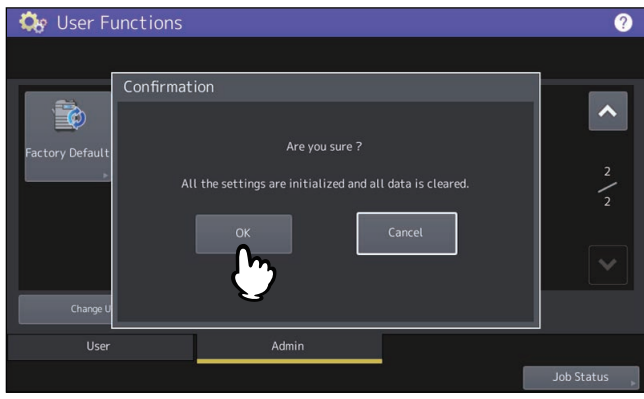 User Functions
?
Confirmation
Factory Default
Are you sure ?
All the settings are initialized and all data is cleared.
2
2
OK
Cancel
Change U
User
Admin
Job Status